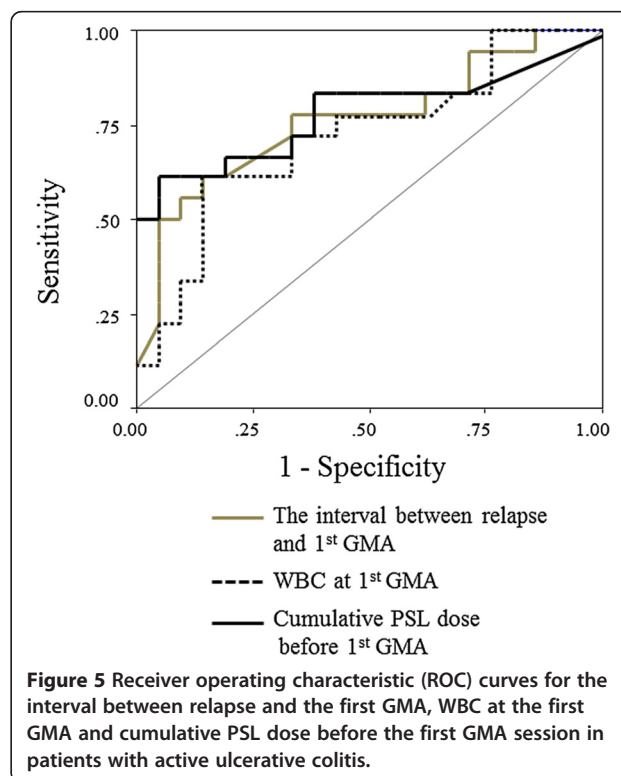 1.00
.75
.50
.25
0.00
Sensitivity
0.00 .25 .50 .75 1.00
1 - Specificity
The interval between relapse
and 1st GMA
WBC at 1st GMA
Cumulative PSL dose
before 1st GMA
Figure 5 Receiver operating characteristic (ROC) curves for the
interval between relapse and the first GMA, WBC at the first
GMA and cumulative PSL dose before the first GMA session in
patients with active ulcerative colitis.